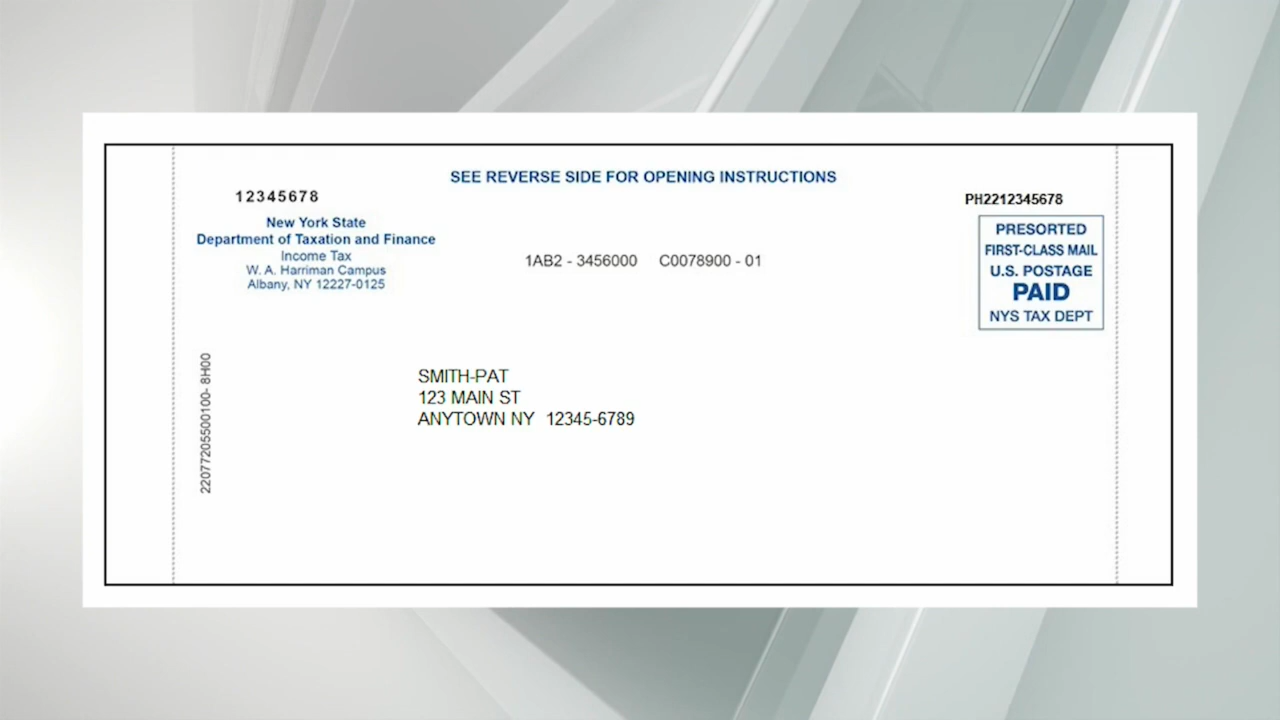 SEE REVERSE SIDE FOR OPENING INSTRUCTIONS
12345678
New York State
Department of Taxation and Finance
Income Tax
W. A. Harriman Campus
Albany, NY 12227-0125
1AB2 - 3456000 C0078900 - 01
PH2212345678
PRESORTED
FIRST-CLASS MAIL
U.S. POSTAGE
PAID
NYS TAX DEPT
22077205500100- 8H00
SMITH-PAT
123 MAIN ST
ANYTOWN NY 12345-6789